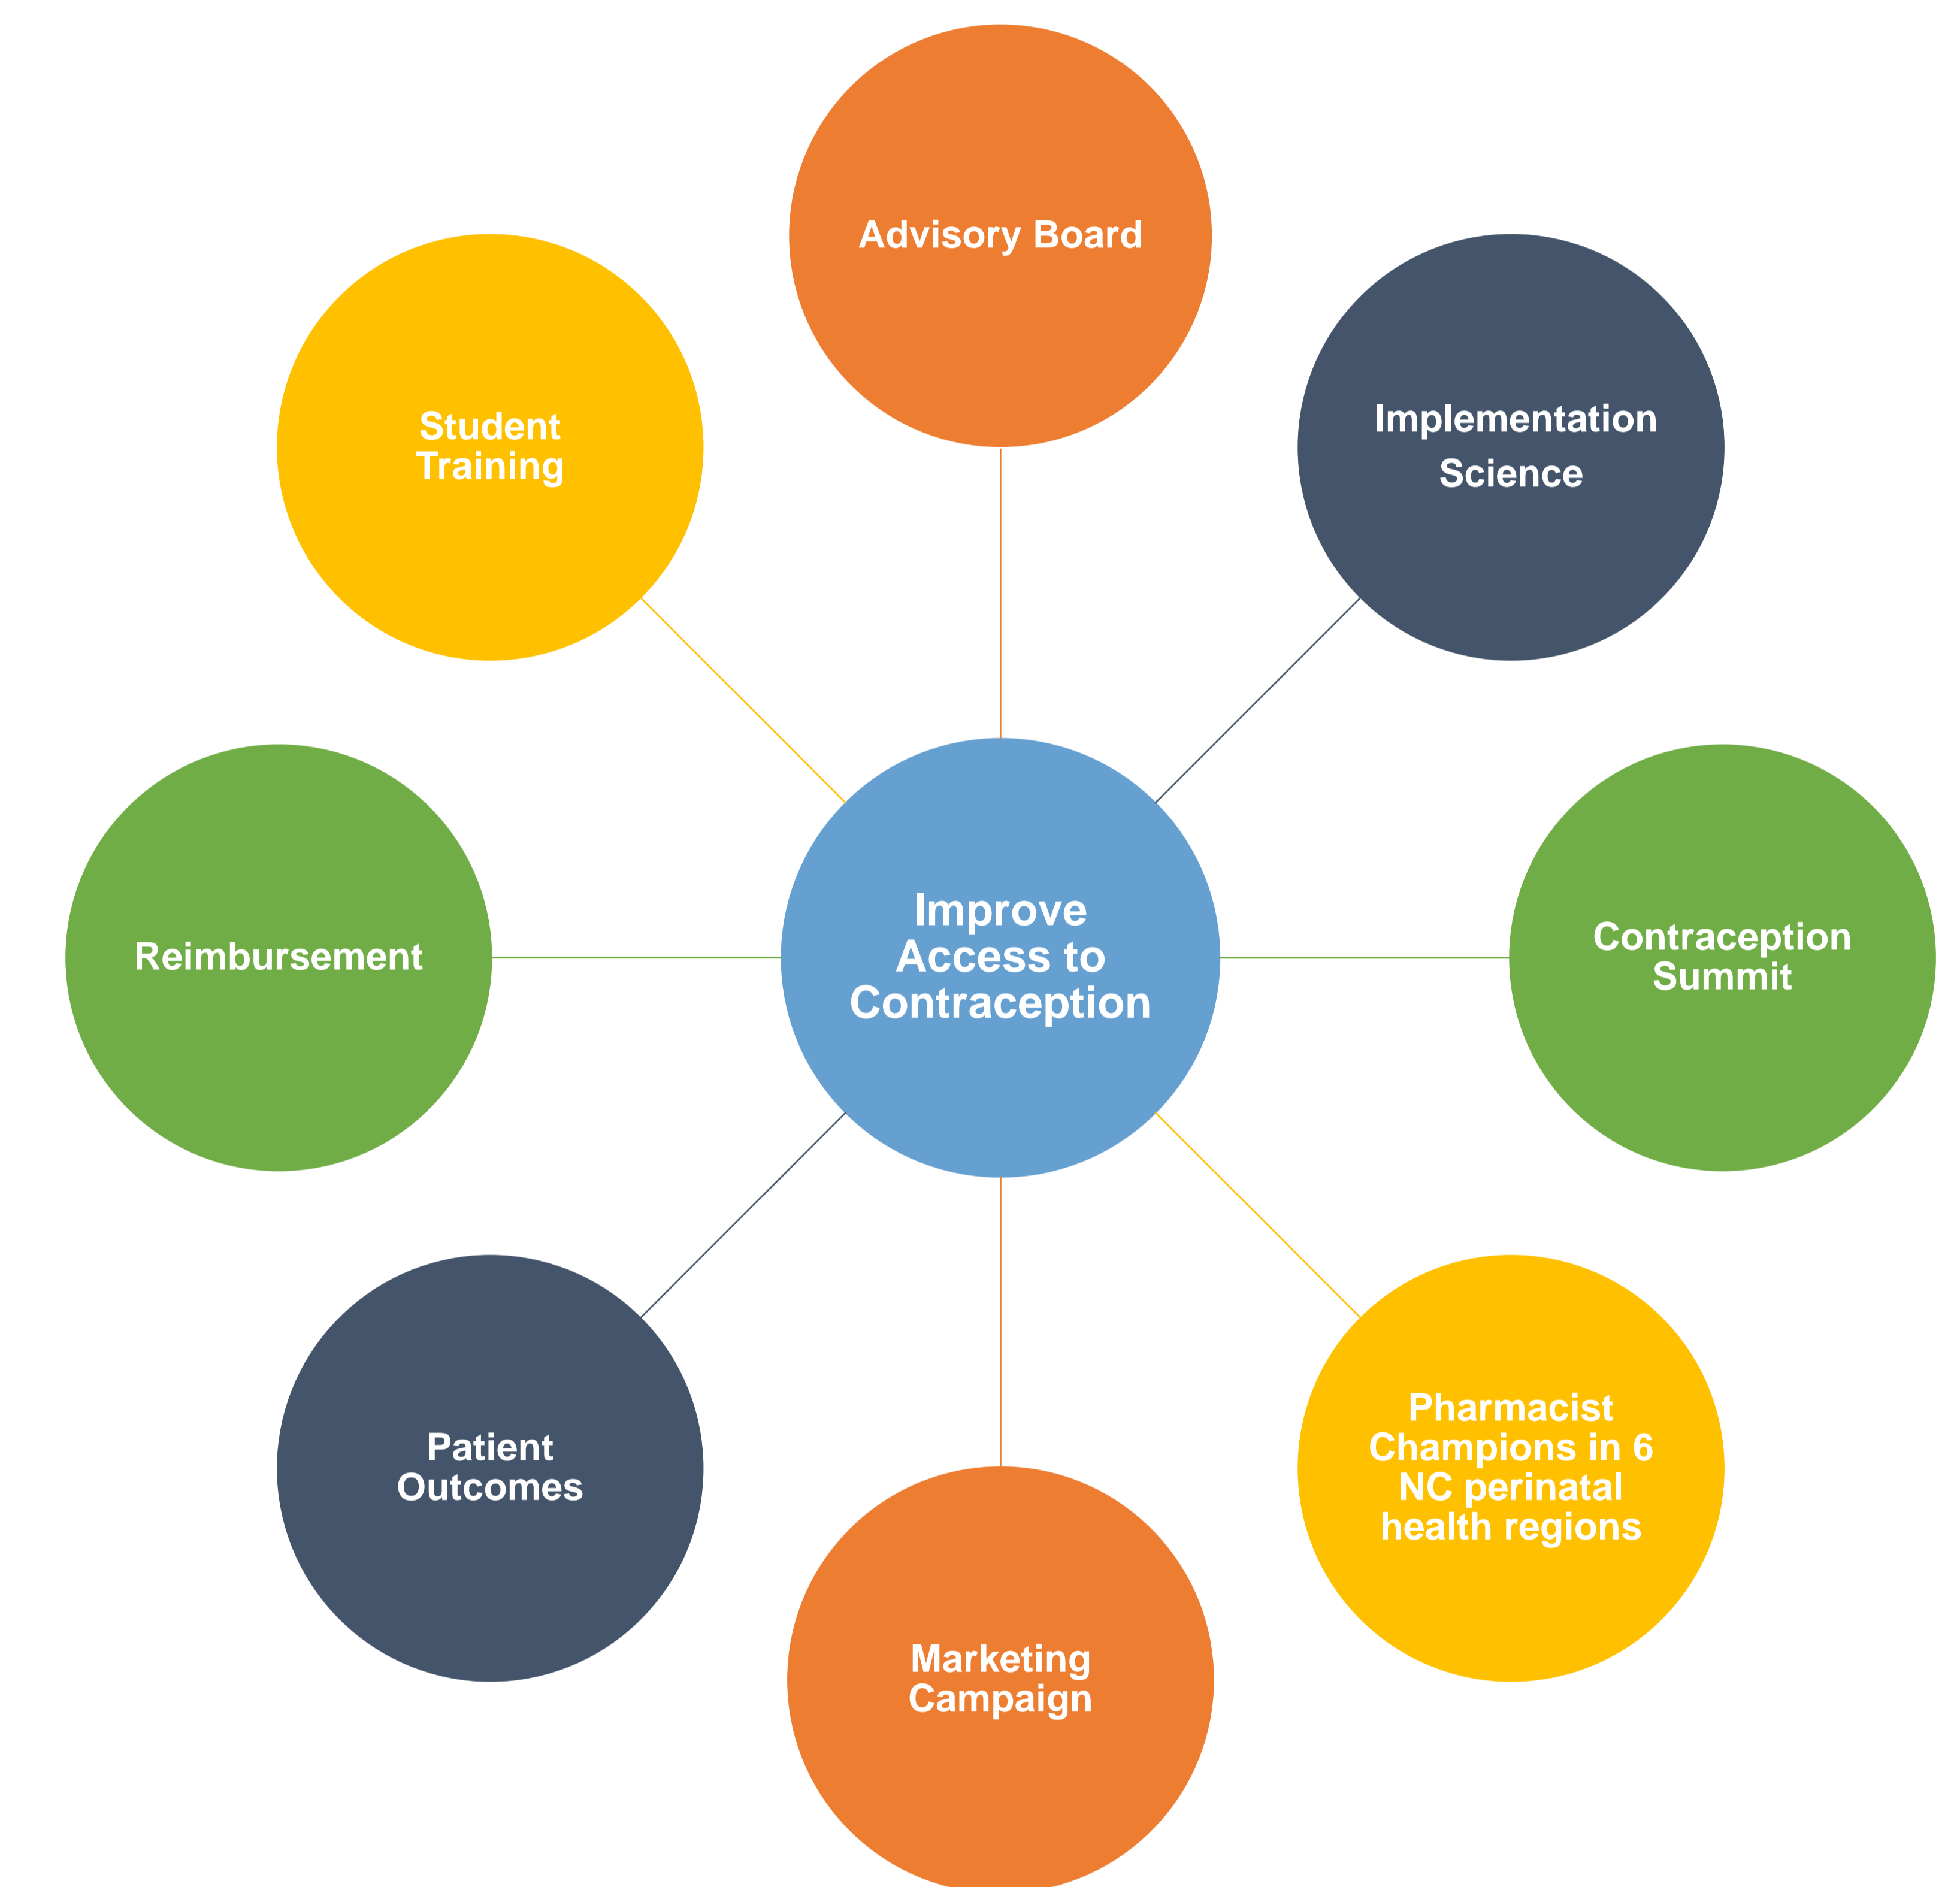 Advisory Board
Implementation
Science
Contraception
Summit
Pharmacist
Champions in 6
NC perinatal
health regions
Marketing
Campaign
Patient
Outcomes
Reimbursement
Student
Training
Improve
Access to
Contraception